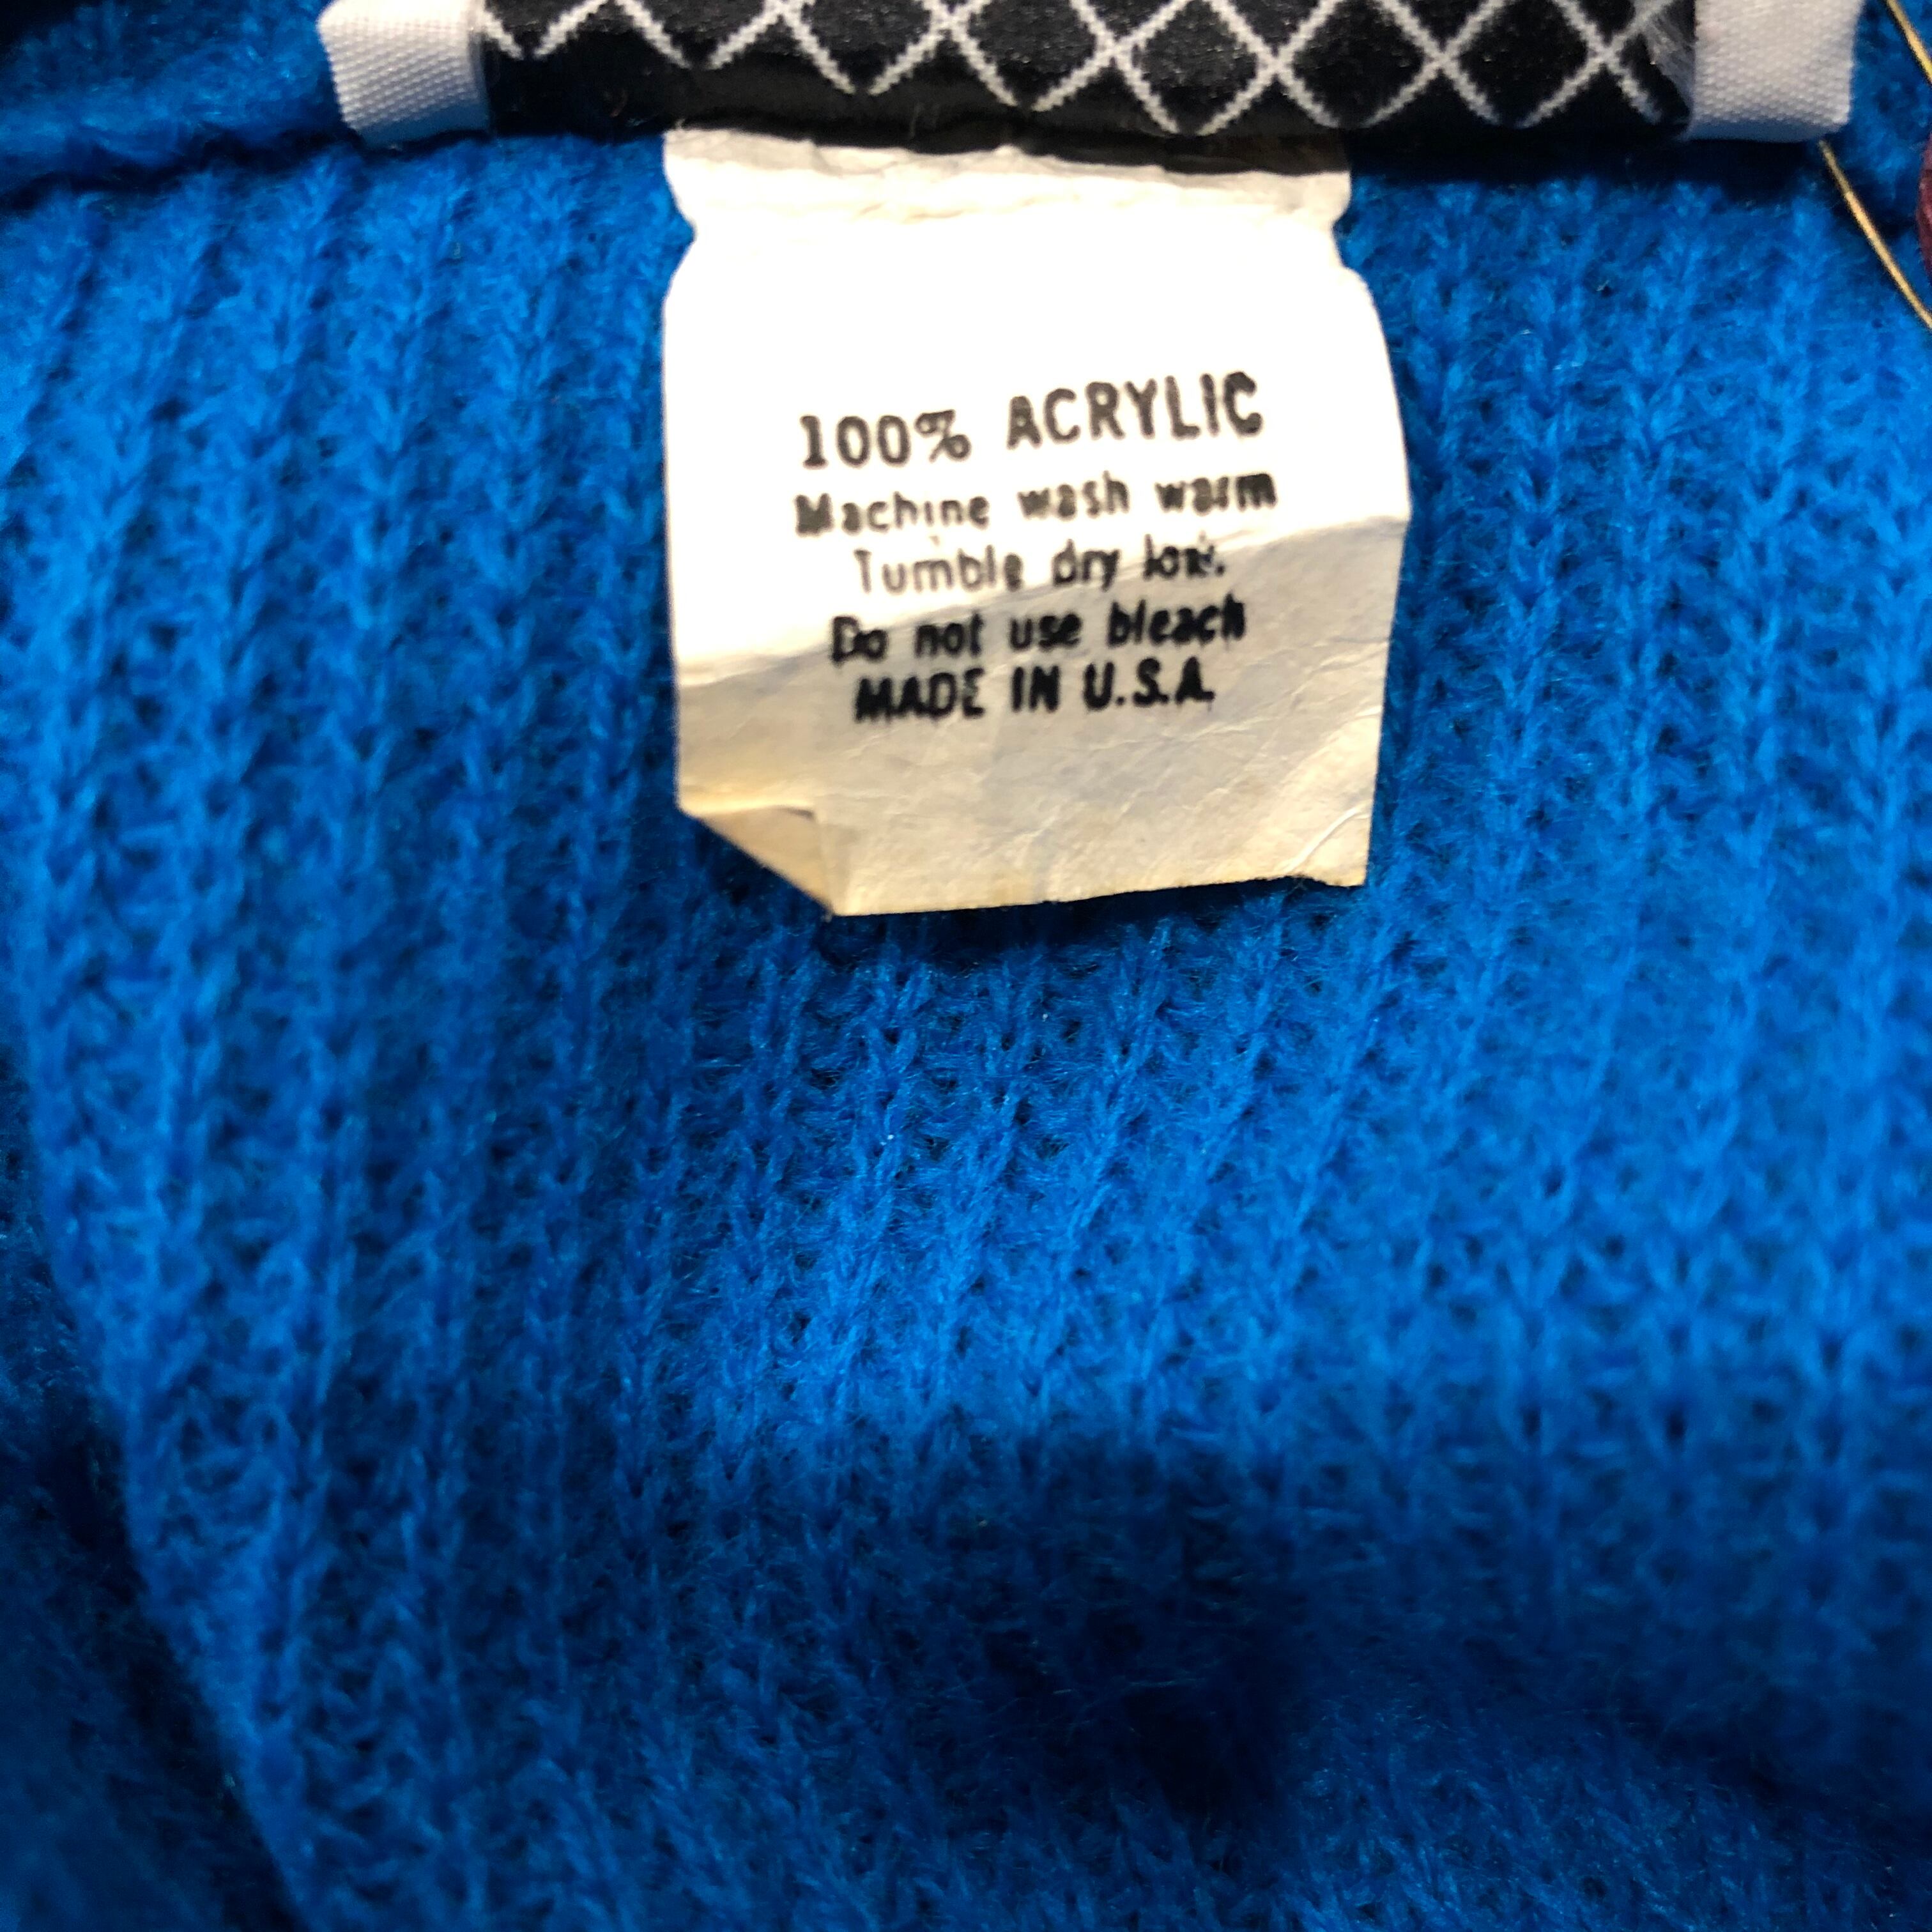 100% ACRYLIC
Machine wash warm
Tumble dry low.
Do not use bleach
MADE IN U.S.A.